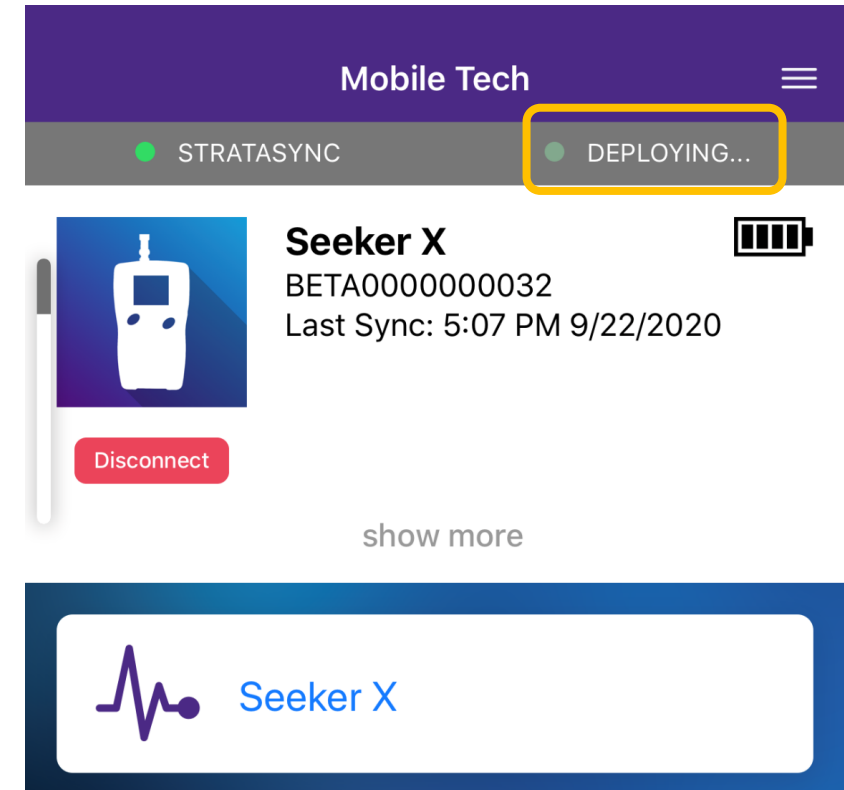 Mobile Tech
STRATASYNC
DEPLOYING...
Seeker X
BETA0000000032
Last Sync: 5:07 PM 9/22/2020
Disconnect
show more
Seeker X